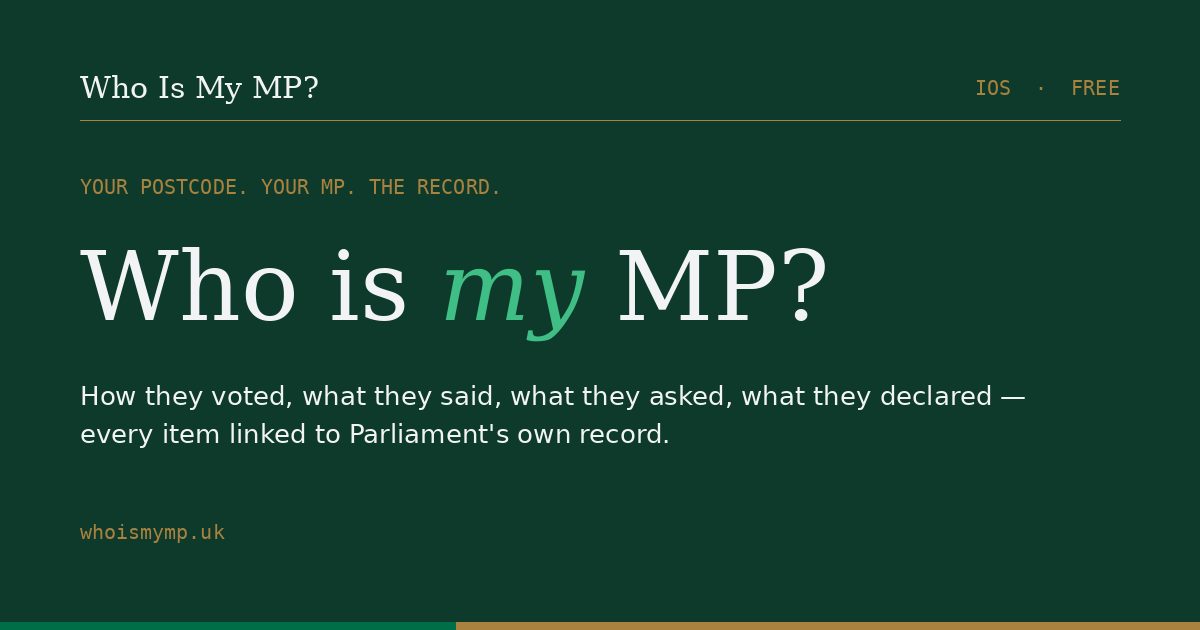 Who Is My MP?
IOS · FREE
YOUR POSTCODE. YOUR MP. THE RECORD.
Who is my MP?
How they voted, what they said, what they asked, what they declared —
every item linked to Parliament's own record.
whoismymp.uk